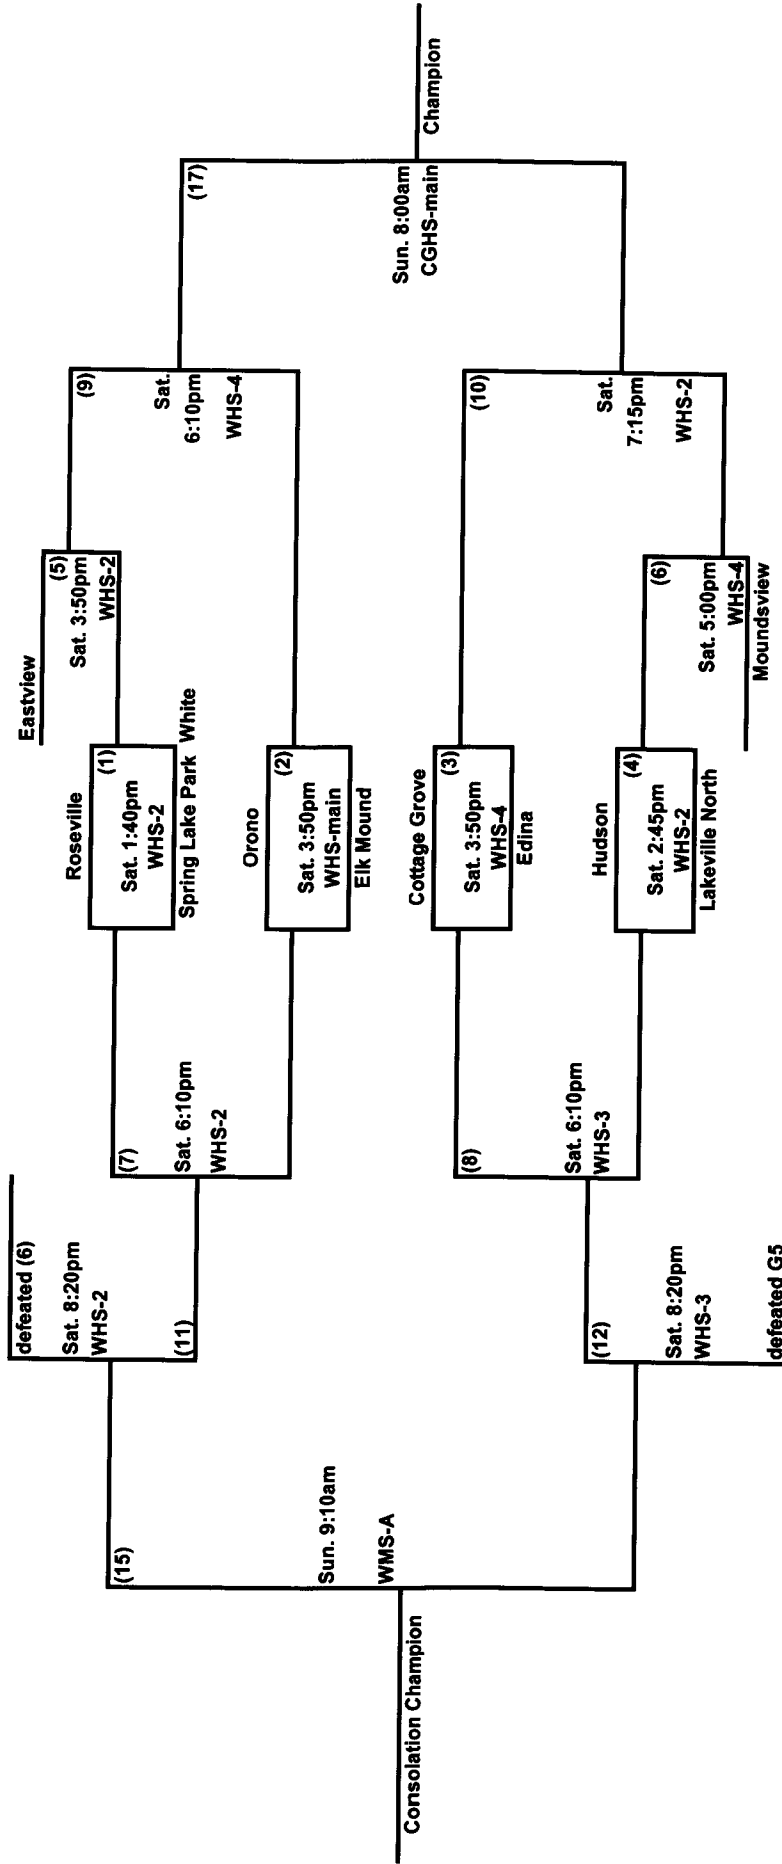 defeated (6)
Sat. 8:20pm
WHS-2
(11)
(15)
Sun. 9:10am
WMS-A
Consolation Champion
(12)
Sat. 8:20pm
WHS-3
defeated G5
(7)
Sat. 6:10pm
WHS-2
(8)
Sat. 6:10pm
WHS-3
Roseville
(1)
Sat. 1:40pm
WHS-2
Spring Lake Park White
Orono
(2)
Sat. 3:50pm
WHS-main
Elk Mound
Cottage Grove
(3)
Sat. 3:50pm
WHS-4
Edina
Hudson
(4)
Sat. 2:45pm
WHS-2
Lakeville North
Eastview
(5)
Sat. 3:50pm
WHS-2
(6)
Sat. 5:00pm
WHS-4
Moundsview
(9)
Sat.
6:10pm
WHS-4
(10)
Sat.
7:15pm
WHS-2
(17)
Sun. 8:00am
CGHS-main
Champion